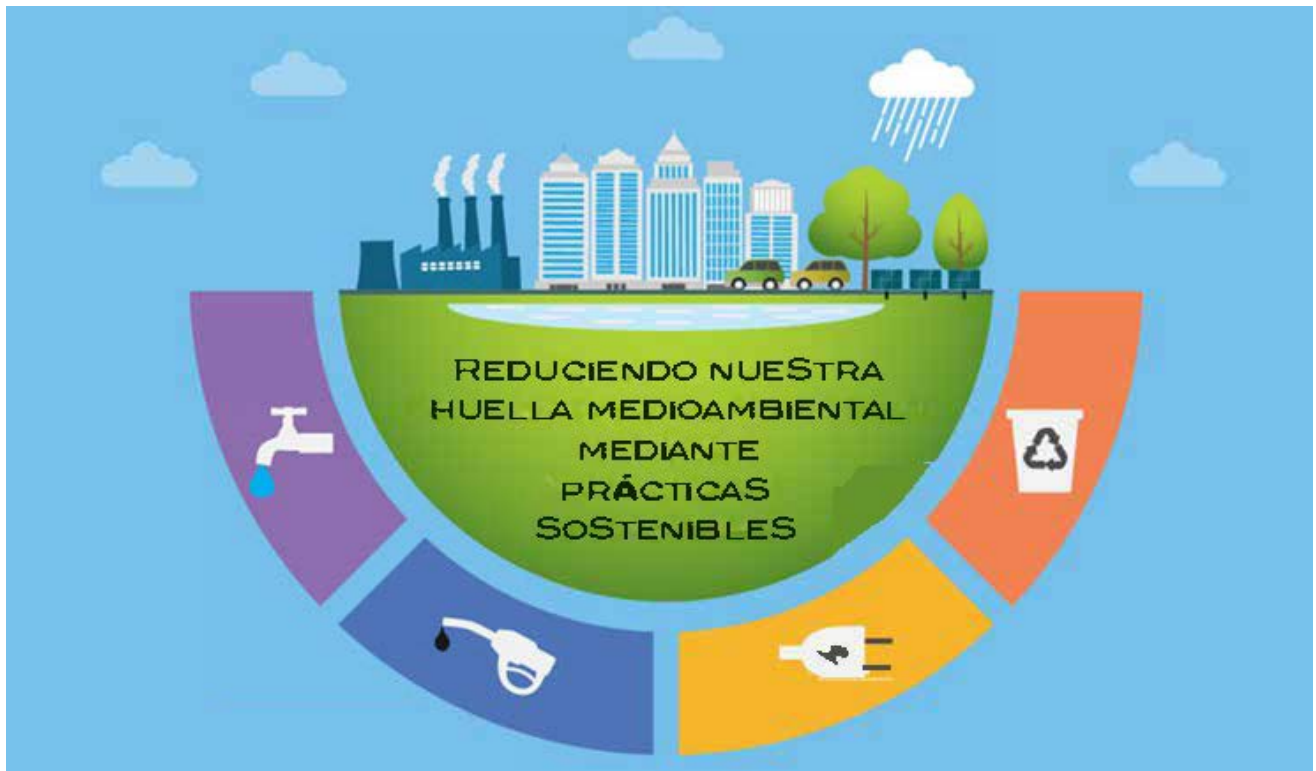 REDUCIENDO NUESTRA
HUELLA MEDIOAMBIENTAL
MEDIANTE
PRÁCTICAS
SOSTENIBLES